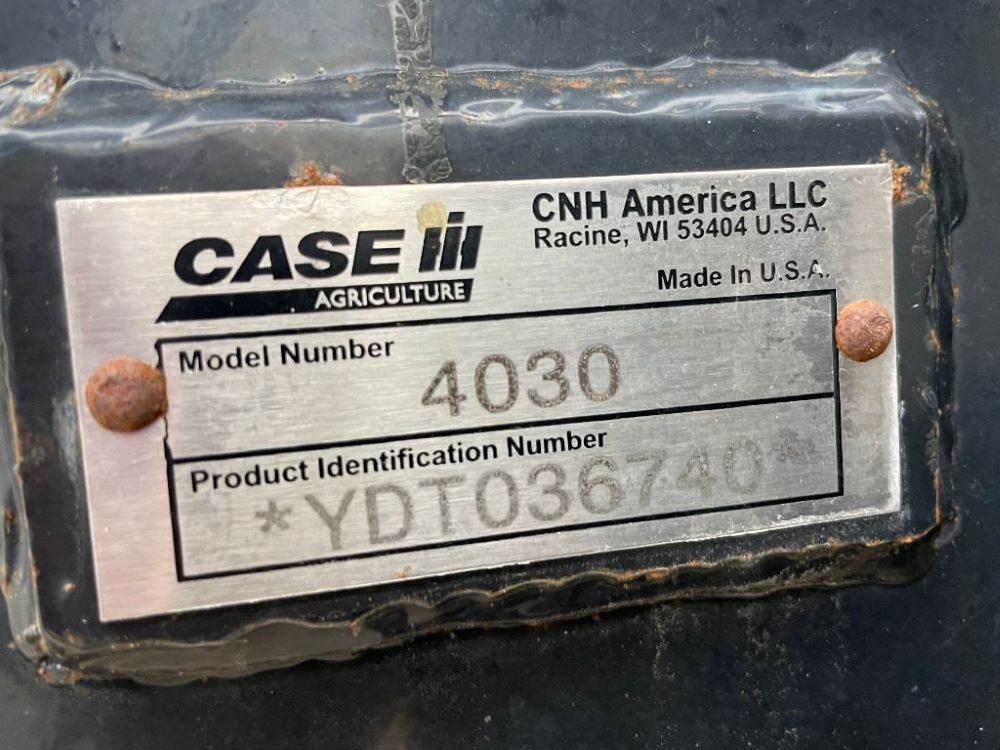 CASE IH
AGRICULTURE
CNH America LLC
Racine, WI 53404 U.S.A.
Made In U.S.A.
Model Number
4030
Product Identification Number
*YDT036740*